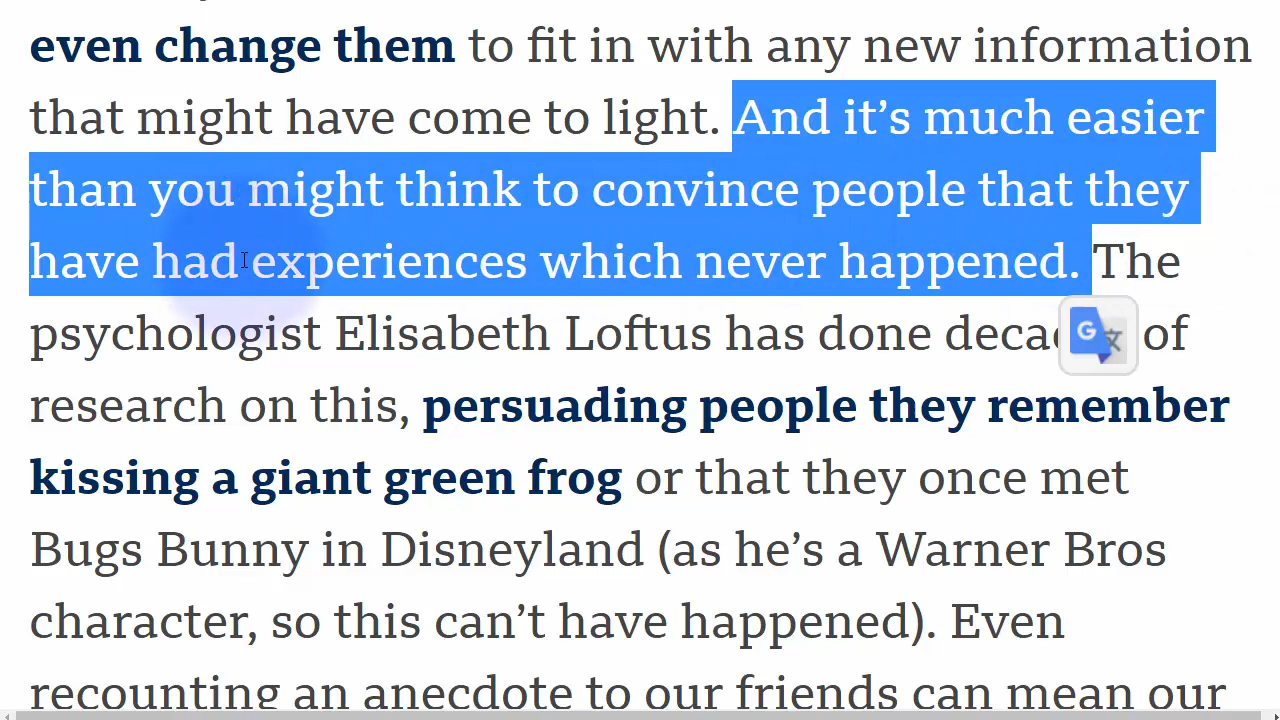 even change them to fit in with any new information
that might have come to light. And it’s much easier
than you might think to convince people that they
have had experiences which never happened. The
psychologist Elisabeth Loftus has done of
research on this, persuading people they remember
kissing a giant green frog or that they once met
Bugs Bunny in Disneyland (as he’s a Warner Bros
character, so this can’t have happened). Even
recounting an anecdote to our friends can mean our